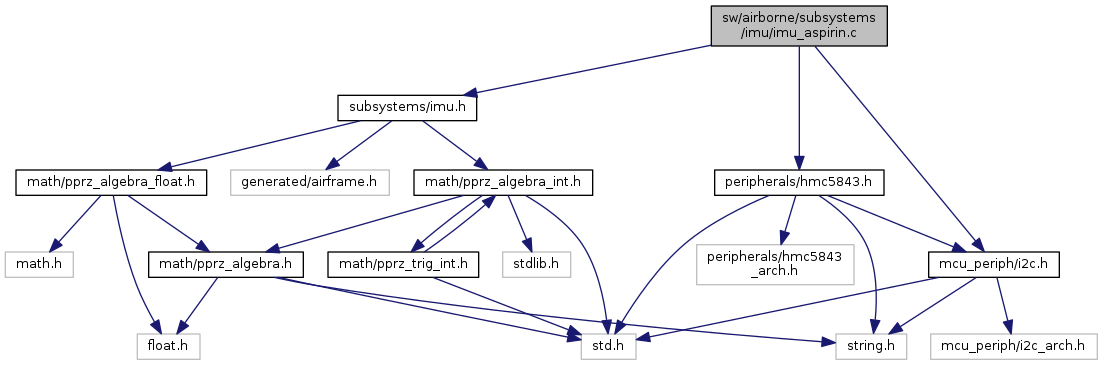 sw/airborne/subsystems
/imu/imu_aspirin.c
subsystems/imu.h
math/pprz_algebra_float.h
generated/airframe.h
math/pprz_algebra_int.h
peripherals/hmc5843.h
math.h
math/pprz_algebra.h
math/pprz_trig_int.h
stdlib.h
peripherals/hmc5843
_arch.h
mcu_periph/i2c.h
float.h
std.h
string.h
mcu_periph/i2c_arch.h